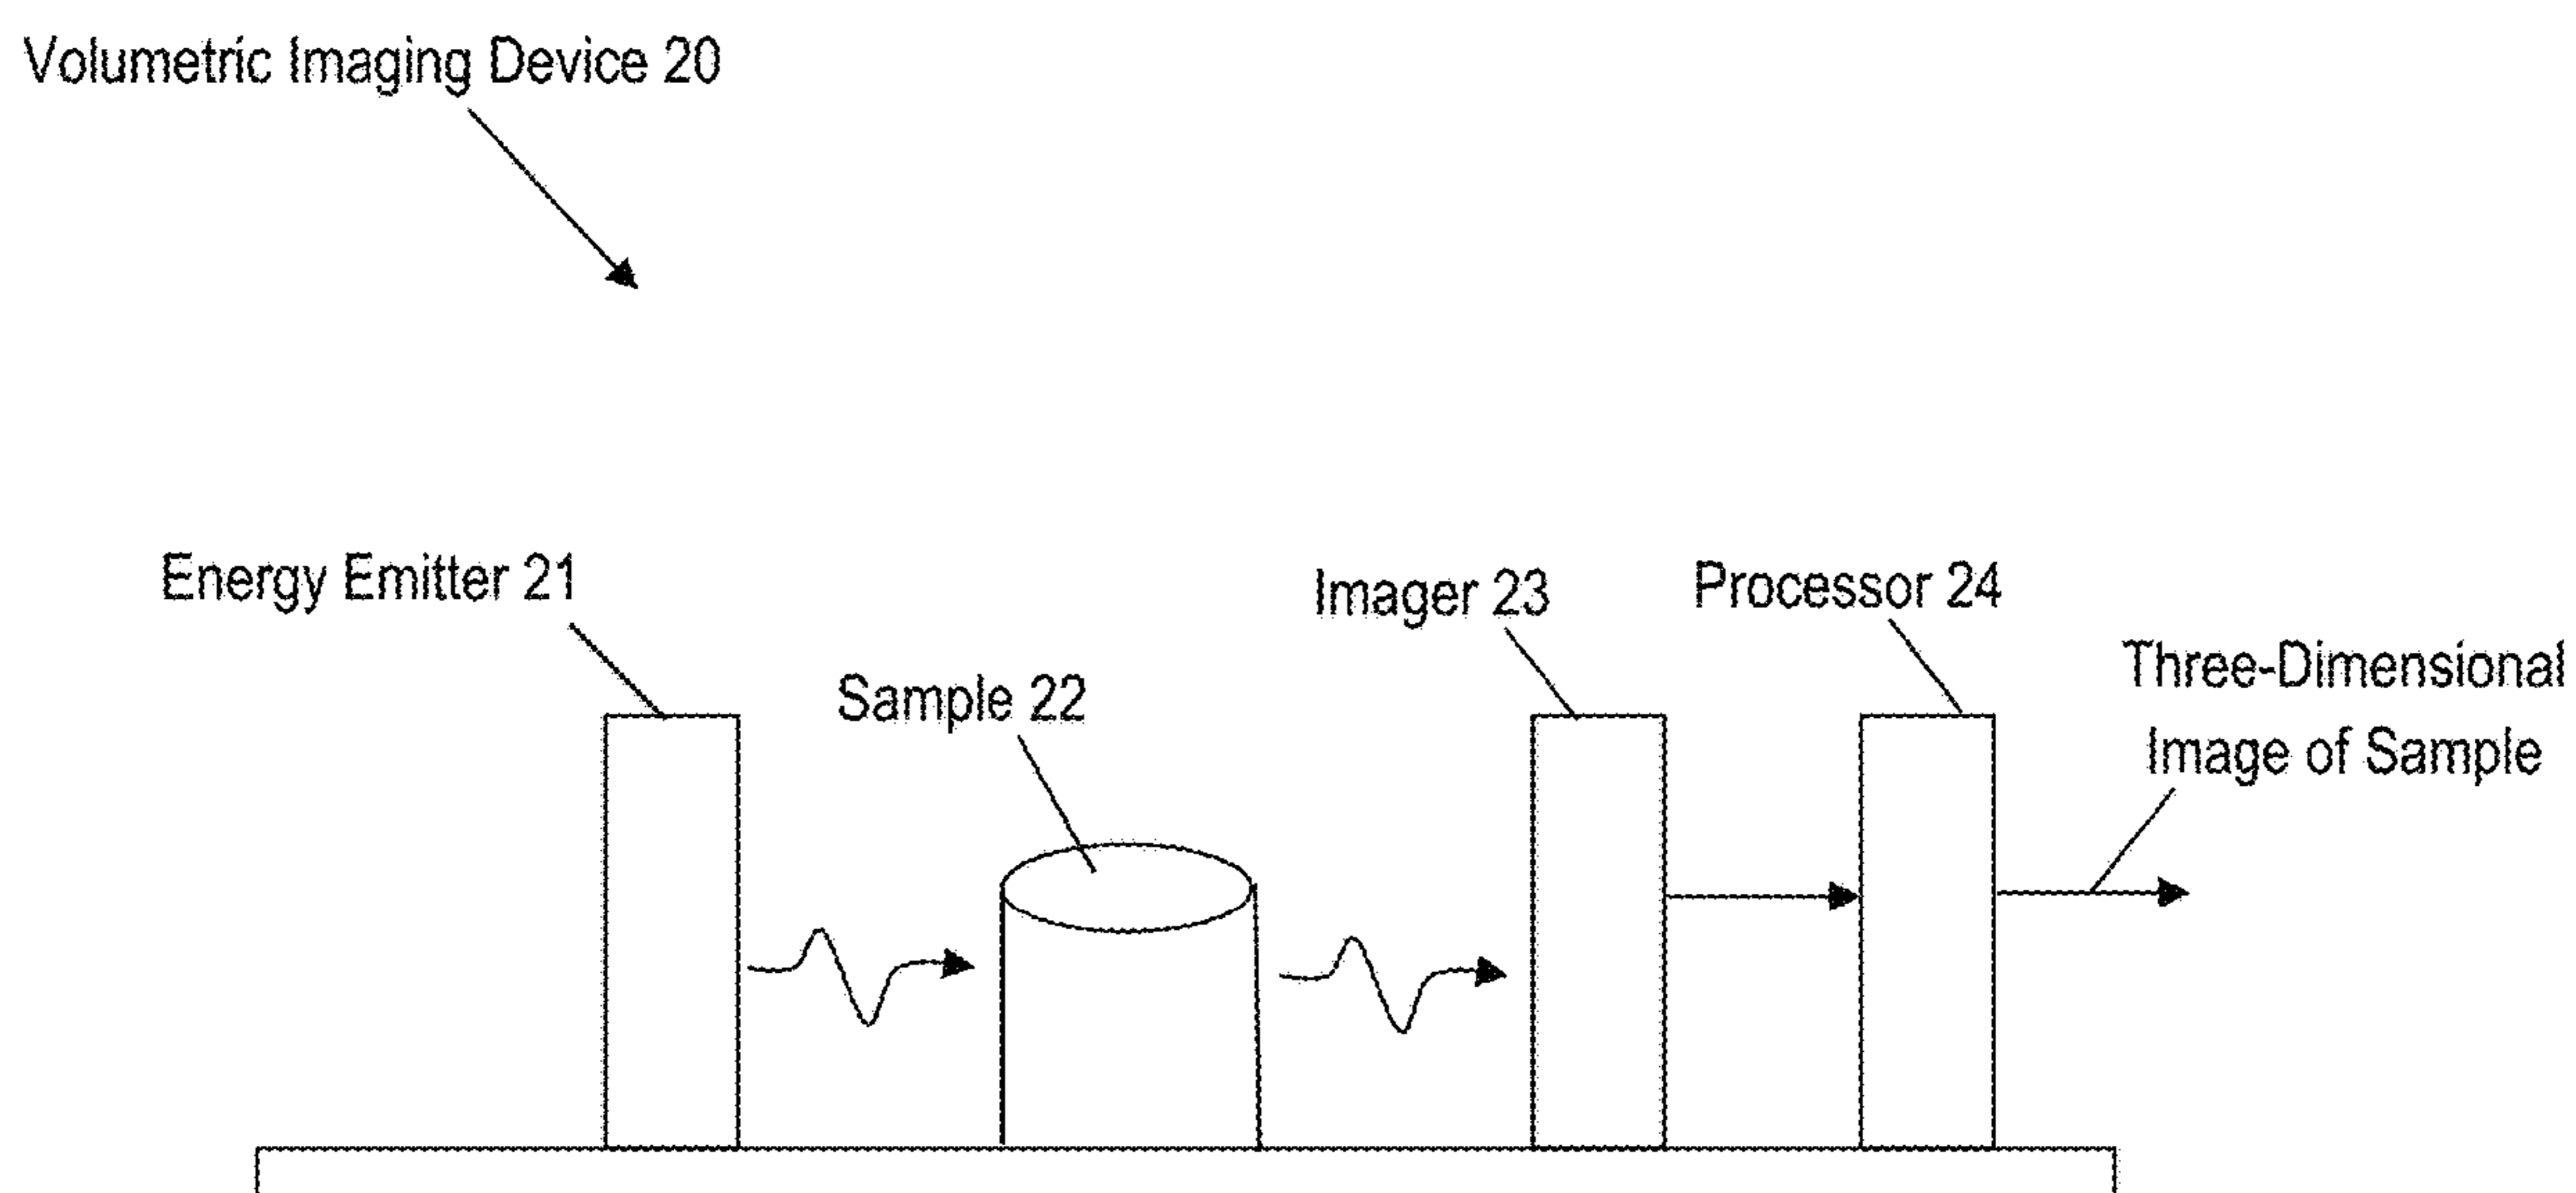 Volumetric Imaging Device 20
Energy Emitter 21
Sample 22
Imager 23
Processor 24
Three-Dimensional
Image of Sample